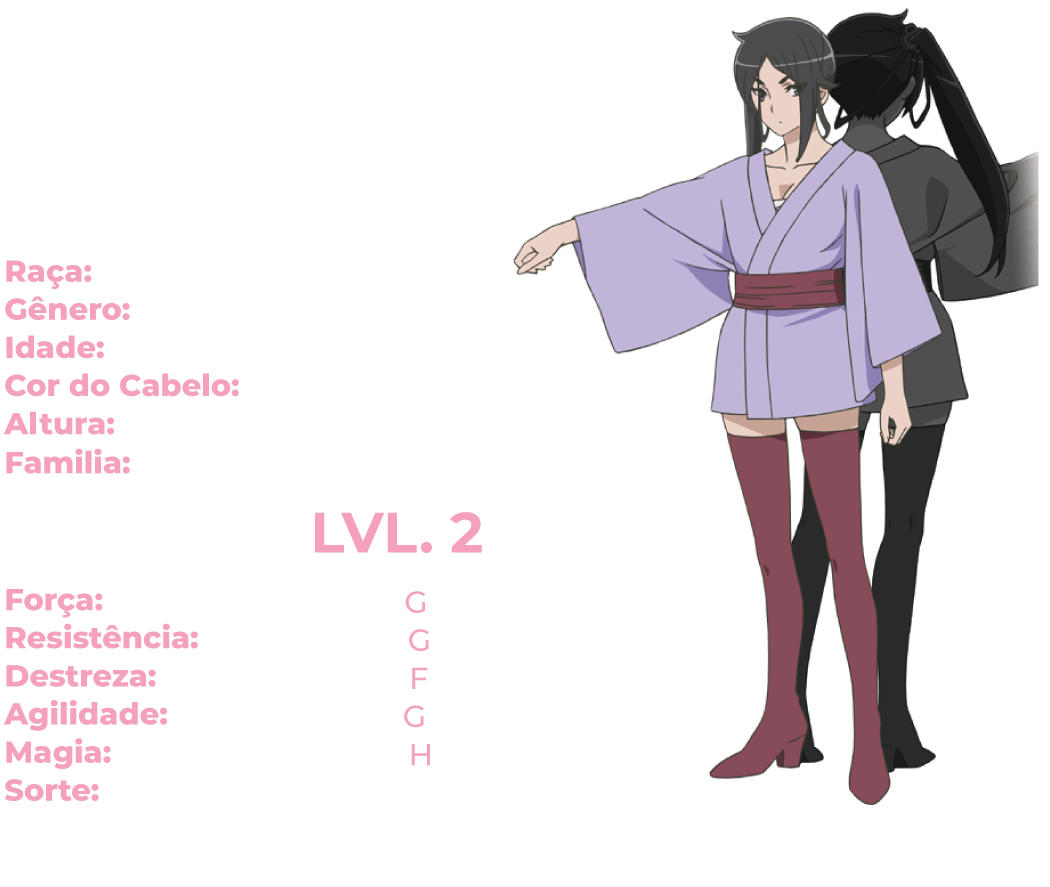 Raça:
Gênero:
Idade:
Cor do Cabelo:
Altura:
Familia:
LVL. 2
Força: G
Resistência: G
Destreza: F
Agilidade: G
Magia: H
Sorte: